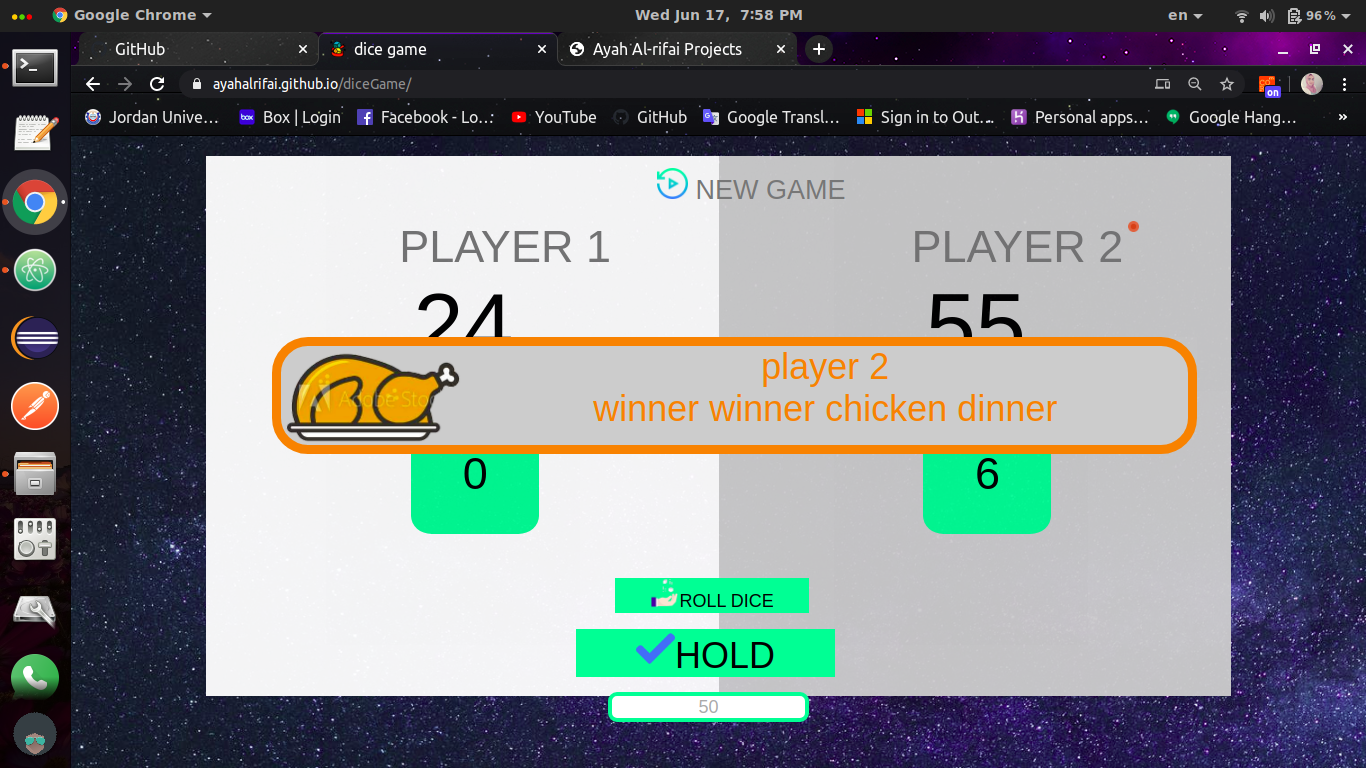 Google Chrome
Wed Jun 17, 7:58 PM
en
96%
GitHub
dice game
Ayah Al-rifai Projects
ayahalrifai.github.io/diceGame/
on
Jordan Unive…
box
Box | Login
Facebook - Lo…
YouTube
GitHub
Google Transl…
Sign in to Out…
Personal apps…
Google Hang…
»
NEW GAME
PLAYER 1
PLAYER 2
24
55
player 2
winner winner chicken dinner
0
6
ROLL DICE
HOLD
50